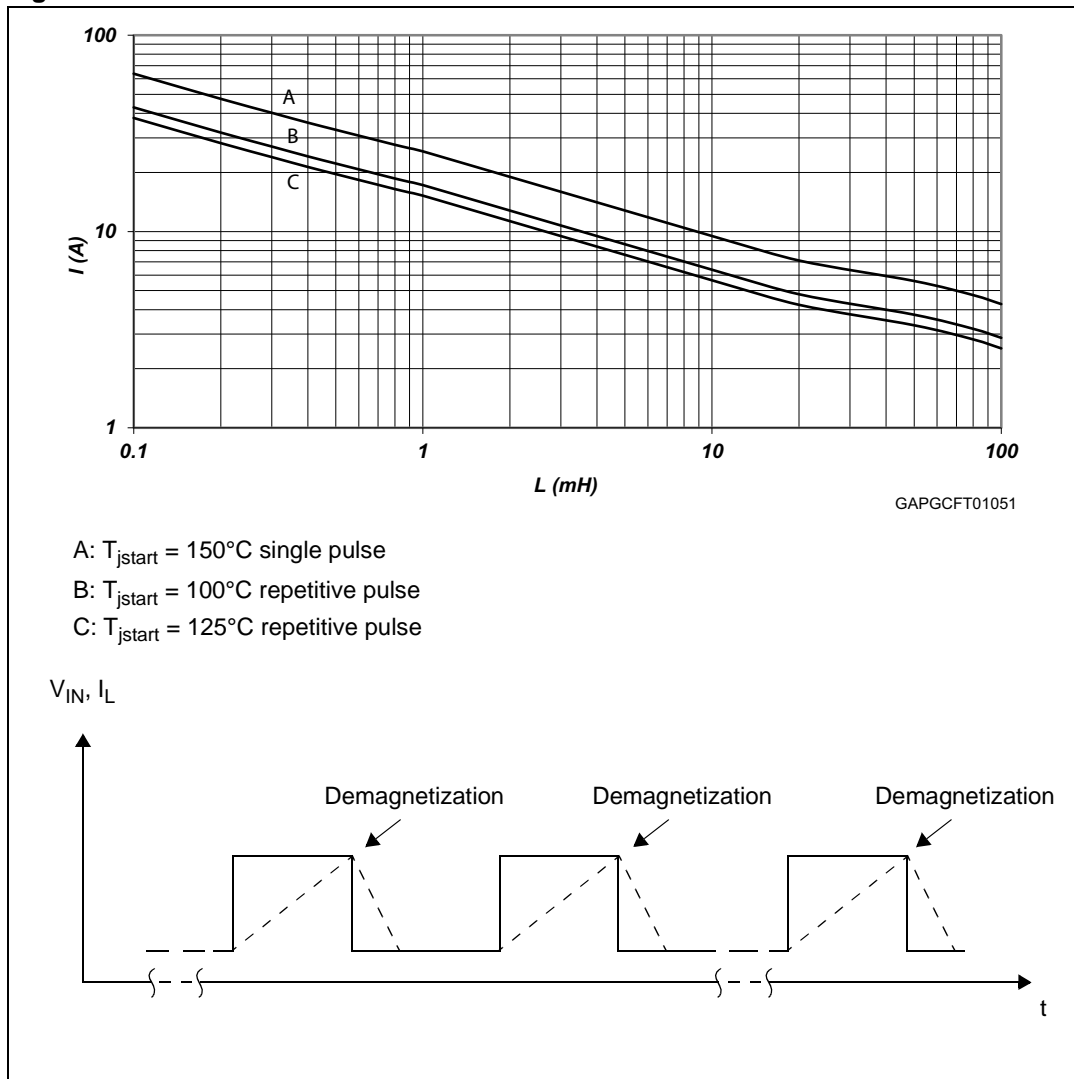 100
A
B
C
10
I (A)
1
0.1
1
10
100
L (mH)
GAPGCFT01051
A: Tjstart = 150°C single pulse
B: Tjstart = 100°C repetitive pulse
C: Tjstart = 125°C repetitive pulse
VIN, IL
Demagnetization
Demagnetization
Demagnetization
t